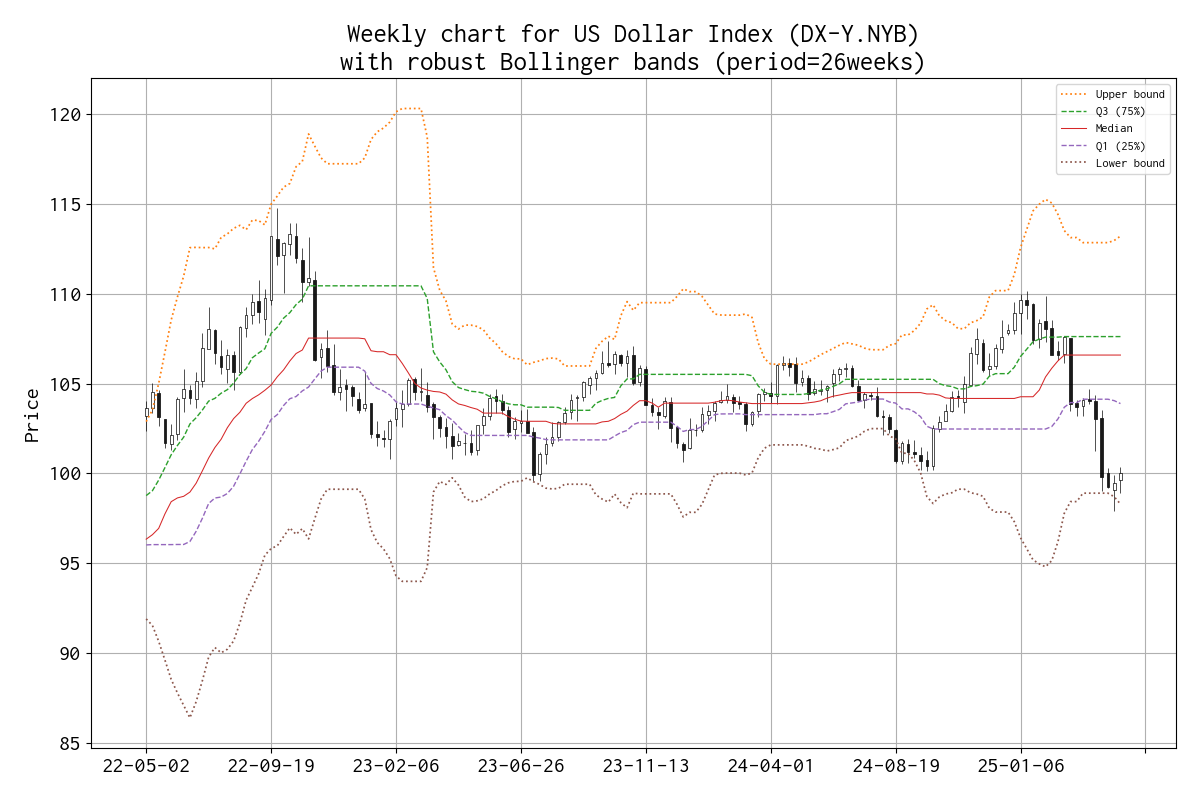 Weekly chart for US Dollar Index (DX-Y.NYB)
with robust Bollinger bands (period=26weeks)
Upper bound
Q3 (75%)
Median
Q1 (25%)
Lower bound
120
115
110
105
100
95
90
85
Price
22-05-02
22-09-19
23-02-06
23-06-26
23-11-13
24-04-01
24-08-19
25-01-06